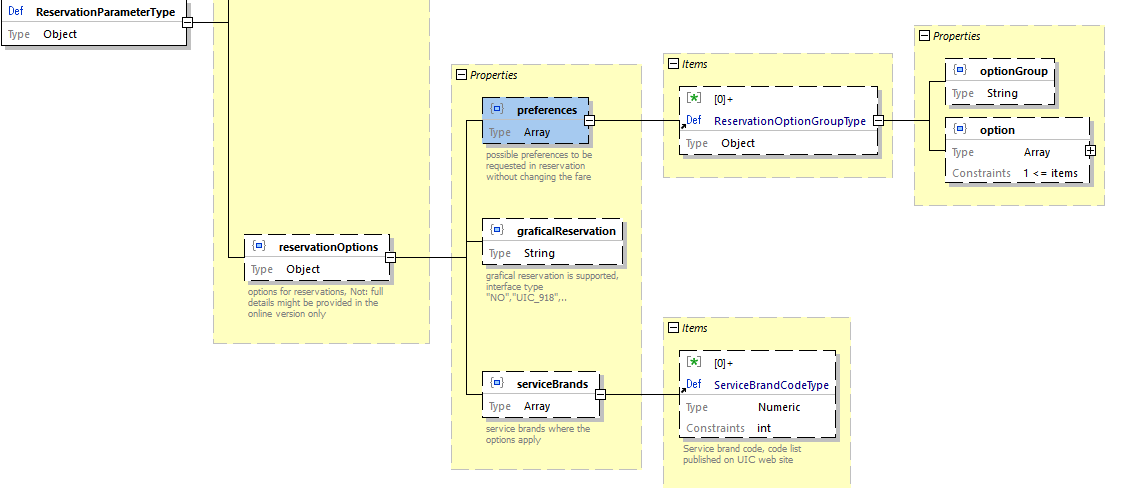 Def ReservationParameterType
Type Object
reservationOptions
Type Object
options for reservations, Not: full
details might be provided in the
online version only
Properties
preferences
Type Array
possible preferences to be
requested in reservation
without changing the fare
graficalReservation
Type String
grafical reservation is supported,
interface type
"NO","UIC_918",..
serviceBrands
Type Array
service brands where the
options apply
Items
[*] [0]+
Def ReservationOptionGroupType
Type Object
Properties
optionGroup
Type String
option
Type Array
Constraints 1 <= items
Items
[*] [0]+
Def ServiceBrandCodeType
Type Numeric
Constraints int
Service brand code, code list
published on UIC web site